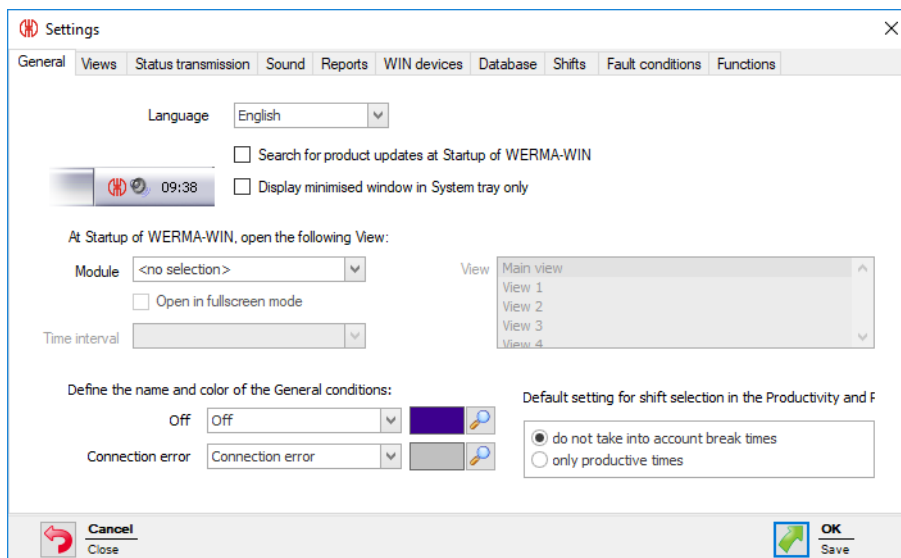 Settings
General Views Status transmission Sound Reports WIN devices Database Shifts Fault conditions Functions
Language English
Search for product updates at Startup of WERMA-WIN
09:38 Display minimised window in System tray only
At Startup of WERMA-WIN, open the following View:
Module <no selection> View Main view
View 1
Open in fullscreen mode
View 2
View 3
Time interval
View 4
Define the name and color of the General conditions:
Default setting for shift selection in the Productivity and
Off Off
do not take into account break times
Connection error Connection error
only productive times
Cancel
Close
OK
Save